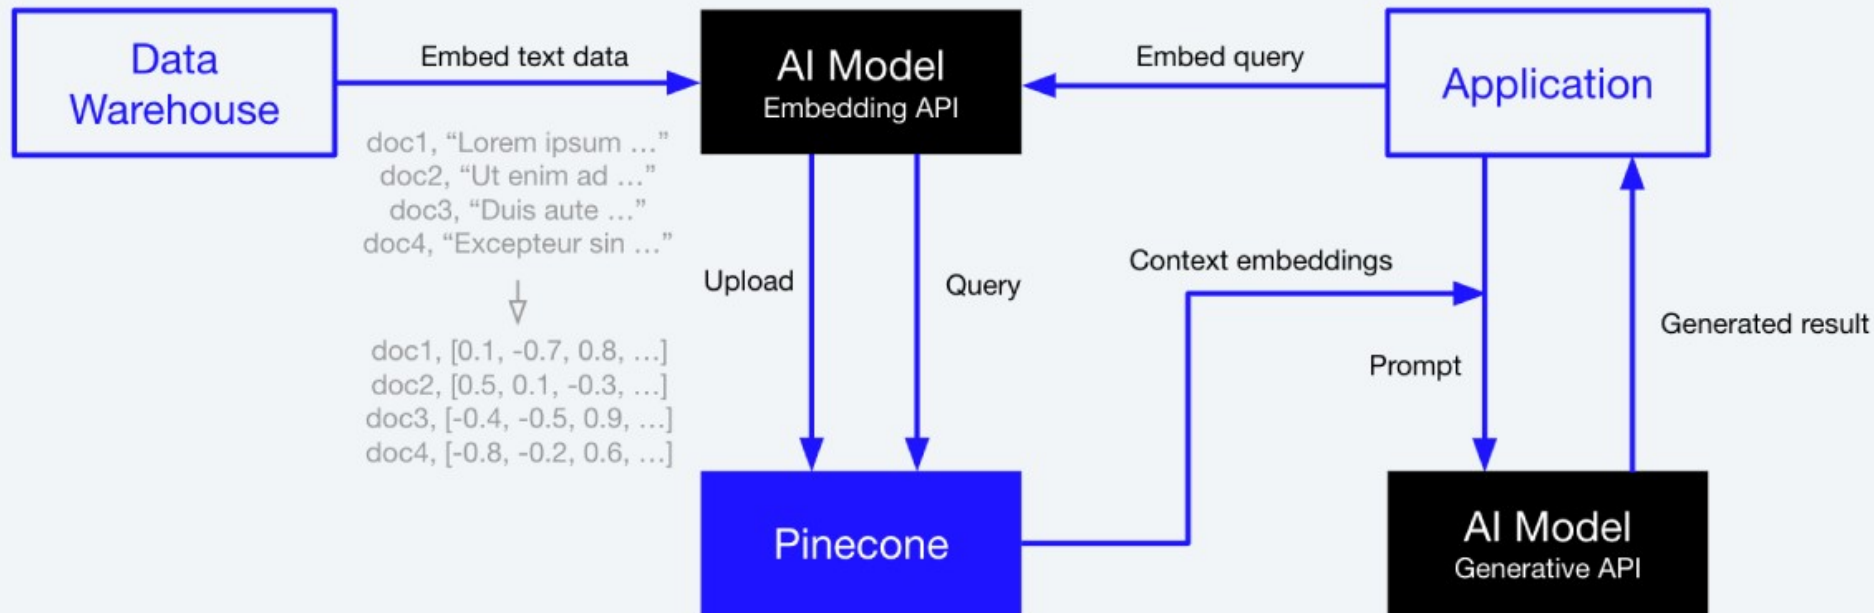 Data
Warehouse
Embed text data
AI Model
Embedding API
Embed query
Application
doc1, “Lorem ipsum …”
doc2, “Ut enim ad …”
doc3, “Duis aute …”
doc4, “Excepteur sin …”
doc1, [0.1, -0.7, 0.8, …]
doc2, [0.5, 0.1, -0.3, …]
doc3, [-0.4, -0.5, 0.9, …]
doc4, [-0.8, -0.2, 0.6, …]
Upload
Query
Context embeddings
Prompt
Generated result
Pinecone
AI Model
Generative API